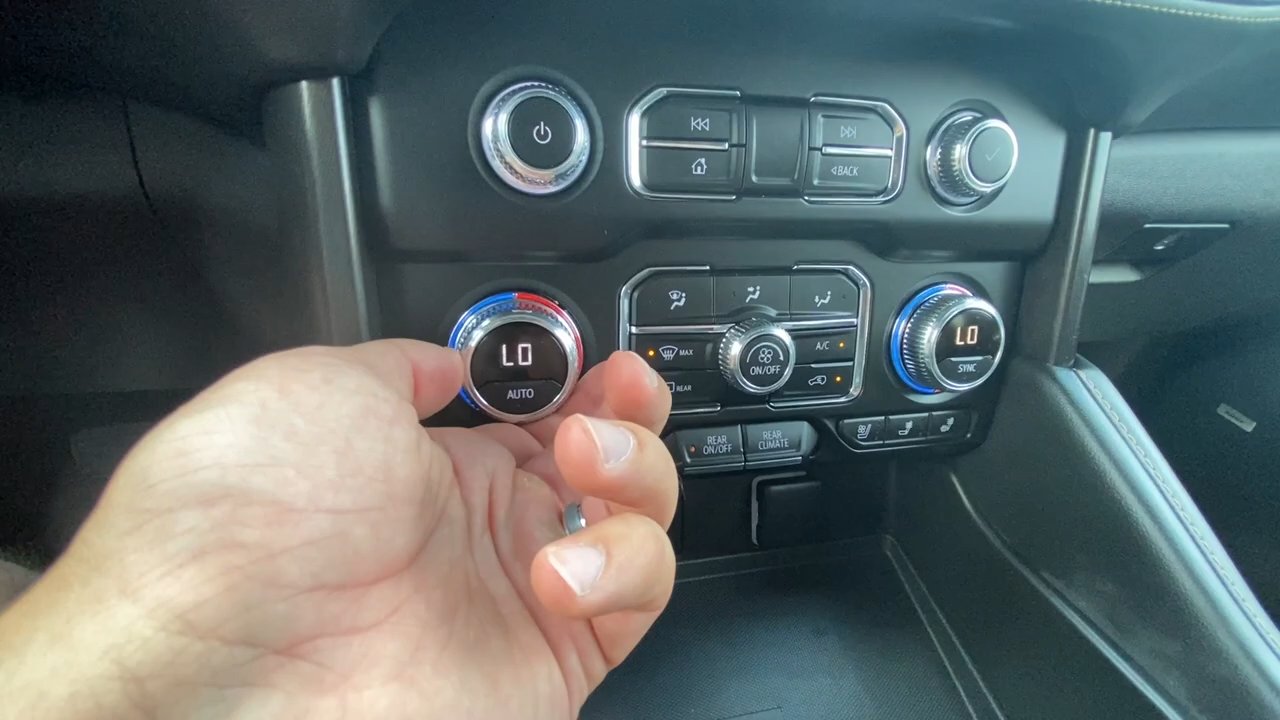 BACK
LO
AUTO
MAX
REAR
ON/OFF
A/C
LO
SYNC
REAR
ON/OFF
REAR
CLIMATE